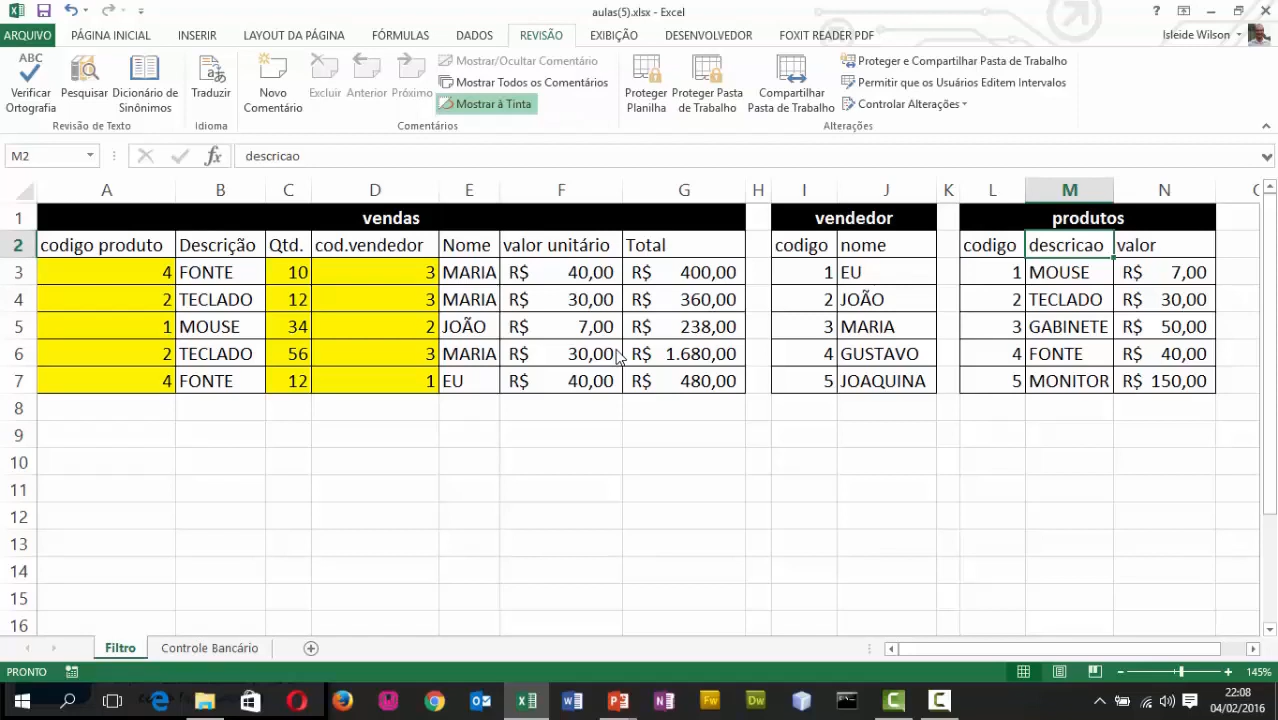 aulas(5).xlsx - Excel
?
ARQUIVO PÁGINA INICIAL INSERIR LAYOUT DA PÁGINA FÓRMULAS DADOS REVISÃO EXIBIÇÃO DESENVOLVEDOR FOXIT READER PDF Isleide Wilson
ABC
Verificar Ortografia
Pesquisar
Dicionário de Sinônimos
Revisão de Texto
Traduzir
Idioma
Novo Comentário
Excluir
Anterior
Próximo
Mostrar/Ocultar Comentário
Mostrar Todos os Comentários
Mostrar à Tinta
Comentários
Proteger Planilha
Proteger Pasta de Trabalho
Compartilhar Pasta de Trabalho
Proteger e Compartilhar Pasta de Trabalho
Permitir que os Usuários Editem Intervalos
Controlar Alterações
Alterações
M2 fx descricao
A B C D E F G H I J K L M N
1 vendas vendedor produtos
2 codigo produto Descrição Qtd. cod.vendedor Nome valor unitário Total codigo nome codigo descricao valor
3 4 FONTE 10 3 MARIA R$ 40,00 R$ 400,00 1 EU 1 MOUSE R$ 7,00
4 2 TECLADO 12 3 MARIA R$ 30,00 R$ 360,00 2 JOÃO 2 TECLADO R$ 30,00
5 1 MOUSE 34 2 JOÃO R$ 7,00 R$ 238,00 3 MARIA 3 GABINETE R$ 50,00
6 2 TECLADO 56 3 MARIA R$ 30,00 R$ 1.680,00 4 GUSTAVO 4 FONTE R$ 40,00
7 4 FONTE 12 1 EU R$ 40,00 R$ 480,00 5 JOAQUINA 5 MONITOR R$ 150,00
8
9
10
11
12
13
14
15
16
Filtro Controle Bancário
PRONTO 145%
22:08
04/02/2016